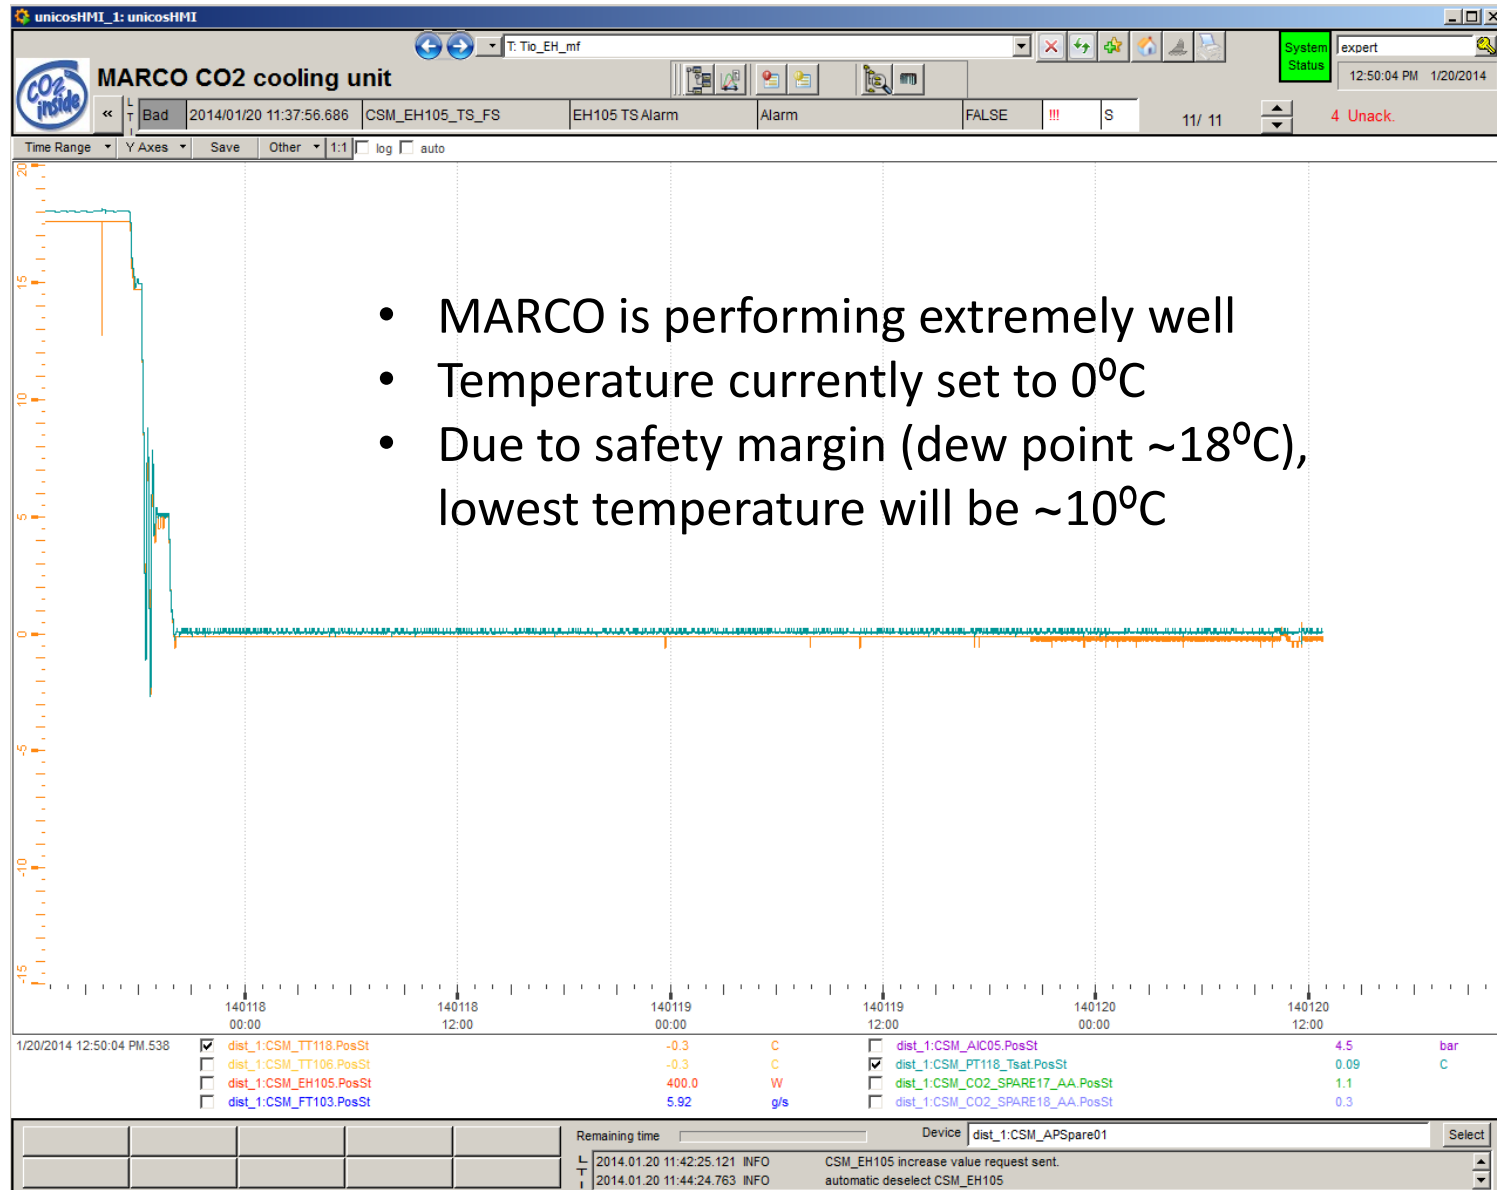 unicosHMI_1: unicosHMI
T: Tio_EH_mf
System Status
expert
CO2 inside
MARCO CO2 cooling unit
12:50:04 PM 1/20/2014
« L T Bad 2014/01/20 11:37:56.686 CSM_EH105_TS_FS EH105 TS Alarm Alarm FALSE !!! S 11/ 11 4 Unack.
Time Range Y Axes Save Other 1:1 log auto
20
15
10
5
0
-5
-10
-15
• MARCO is performing extremely well
• Temperature currently set to 0⁰C
• Due to safety margin (dew point ~18⁰C),
lowest temperature will be ~10⁰C
140118 140118 140119 140119 140120 140120
00:00 12:00 00:00 12:00 00:00 12:00
1/20/2014 12:50:04 PM.538 dist_1:CSM_TT118.PosSt -0.3 C dist_1:CSM_AIC05.PosSt 4.5 bar
dist_1:CSM_TT106.PosSt -0.3 C dist_1:CSM_PT118_Tsat.PosSt 0.09 C
dist_1:CSM_EH105.PosSt 400.0 W dist_1:CSM_CO2_SPARE17_AA.PosSt 1.1
dist_1:CSM_FT103.PosSt 5.92 g/s dist_1:CSM_CO2_SPARE18_AA.PosSt 0.3
Remaining time Device dist_1:CSM_APSpare01 Select
L 2014.01.20 11:42:25.121 INFO CSM_EH105 increase value request sent.
T 2014.01.20 11:44:24.763 INFO automatic deselect CSM_EH105